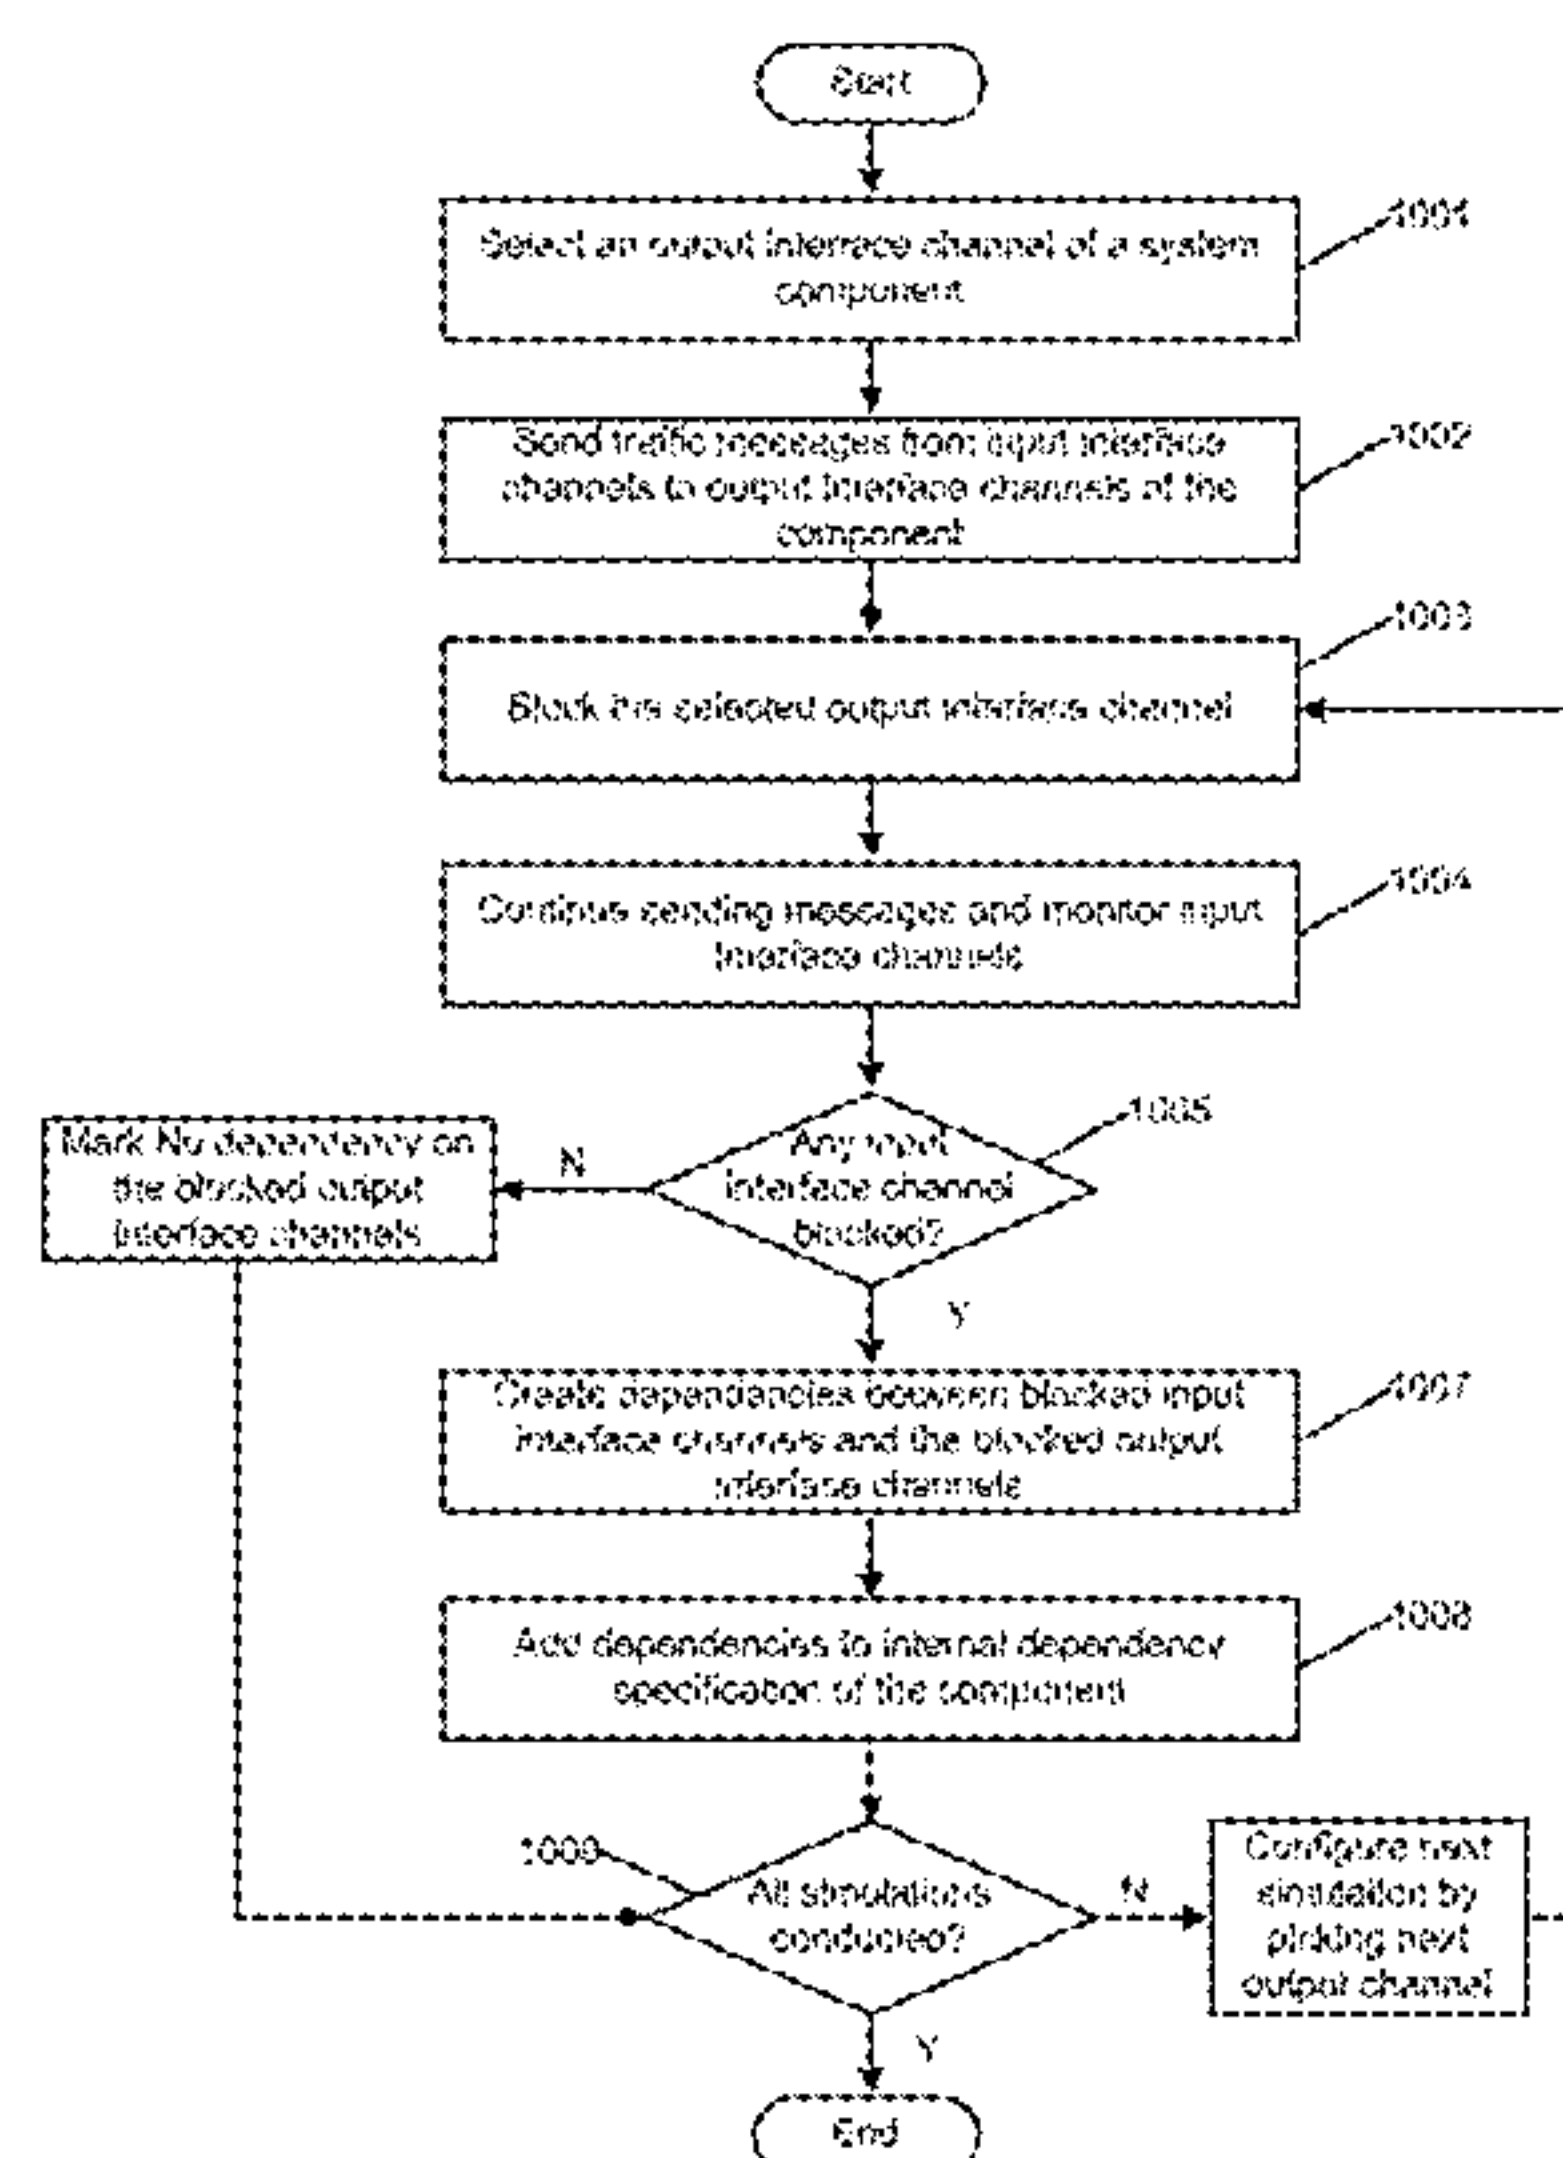 Start
1001
Select an output interface channel of a system
component
1002
Send traffic messages from input interface
channels to output interface channels of the
component
1003
Block the selected output interface channel
1004
Continue sending messages and monitor input
interface channels
1005
Any input
interface channel
blocked?
N
Mark No dependency on
the blocked output
interface channels
Y
1007
Create dependencies between blocked input
interface channels and the blocked output
interface channels
1008
Add dependencies to internal dependency
specification of the component
1009
All simulations
conducted?
N
Configure next
simulation by
picking next
output channel
Y
End